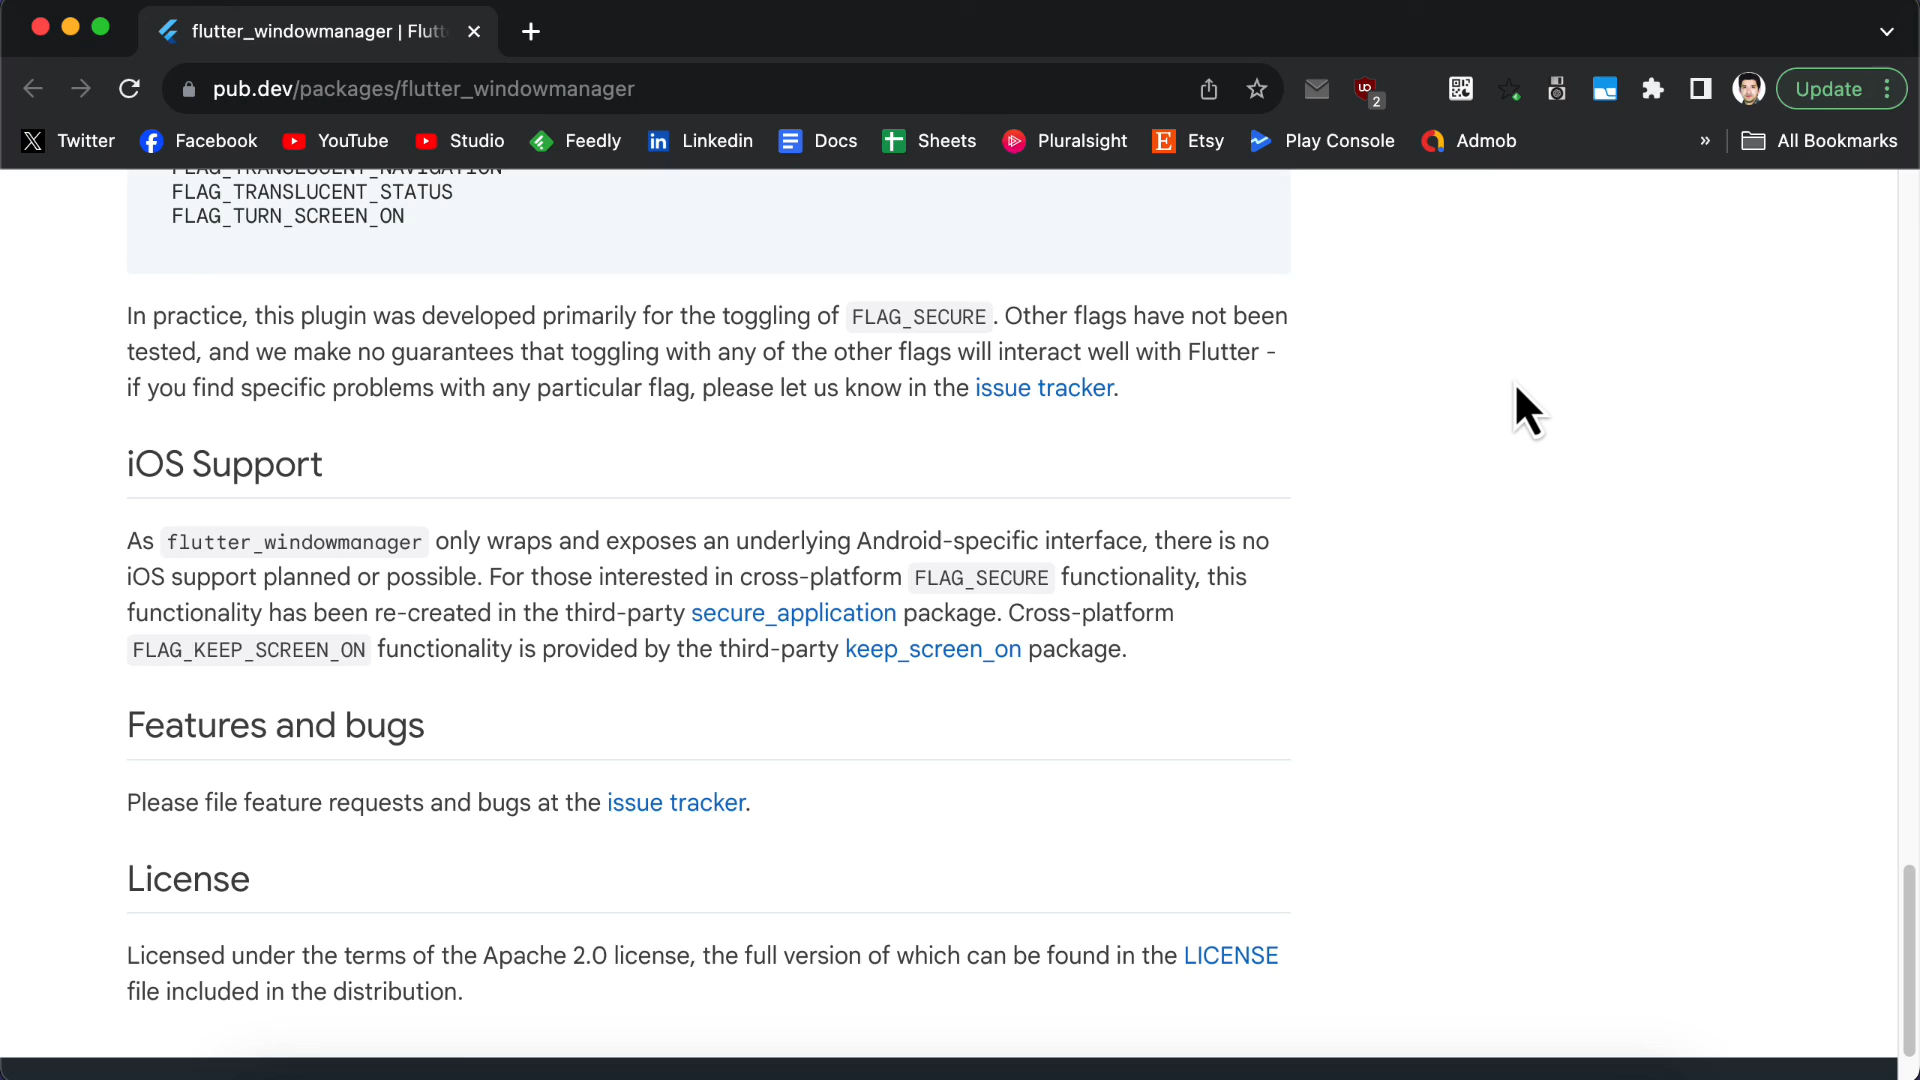 flutter_windowmanager | Flutt
pub.dev/packages/flutter_windowmanager
2
Update
Twitter
Facebook
YouTube
Studio
Feedly
Linkedin
Docs
Sheets
Pluralsight
Etsy
Play Console
Admob
»
All Bookmarks
FLAG_TRANSLUCENT_NAVIGATION
FLAG_TRANSLUCENT_STATUS
FLAG_TURN_SCREEN_ON
In practice, this plugin was developed primarily for the toggling of FLAG_SECURE . Other flags have not been
tested, and we make no guarantees that toggling with any of the other flags will interact well with Flutter -
if you find specific problems with any particular flag, please let us know in the issue tracker.
iOS Support
As flutter_windowmanager only wraps and exposes an underlying Android-specific interface, there is no
iOS support planned or possible. For those interested in cross-platform FLAG_SECURE functionality, this
functionality has been re-created in the third-party secure_application package. Cross-platform
FLAG_KEEP_SCREEN_ON functionality is provided by the third-party keep_screen_on package.
Features and bugs
Please file feature requests and bugs at the issue tracker.
License
Licensed under the terms of the Apache 2.0 license, the full version of which can be found in the LICENSE
file included in the distribution.